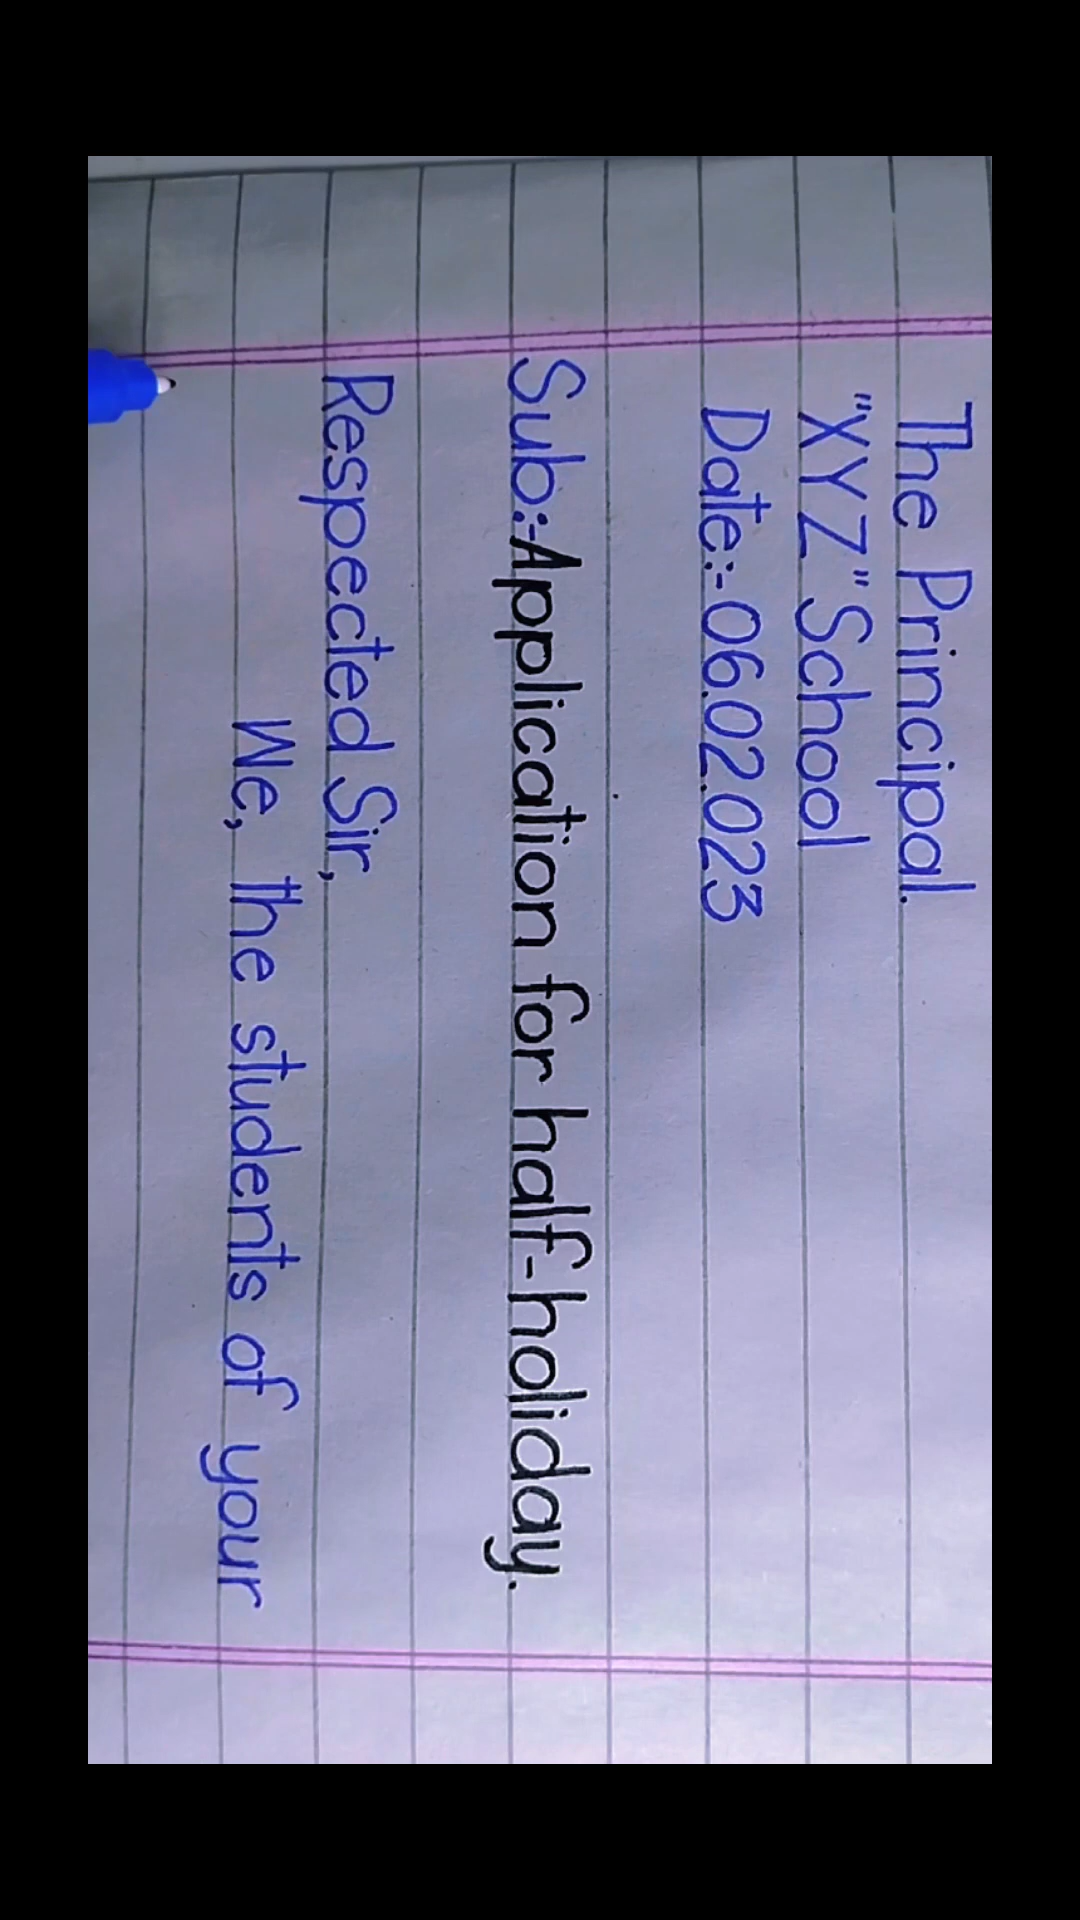 The Principal.
"XYZ" School
Date:-06.02.023
Sub:-Application for half-holiday.
Respected Sir,
We, the students of your